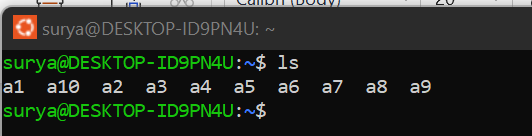 Calibri (Body)
20
surya@DESKTOP-ID9PN4U: ~
surya@DESKTOP-ID9PN4U:~$ ls
a1  a10  a2  a3  a4  a5  a6  a7  a8  a9
surya@DESKTOP-ID9PN4U:~$